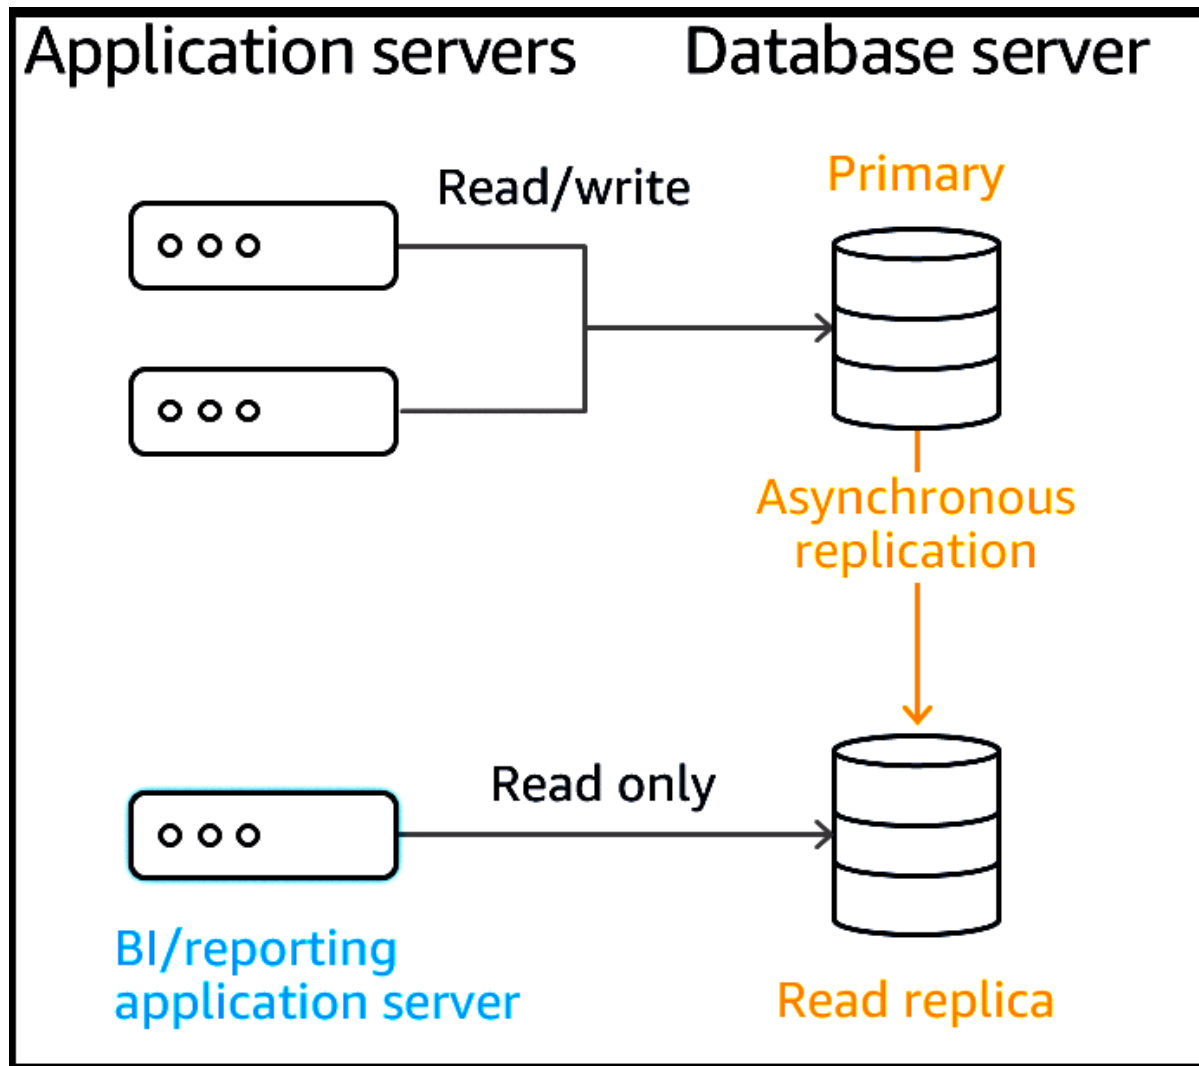 Application servers
Database server
Read/write
Primary
Asynchronous
replication
Read only
BI/reporting
application server
Read replica